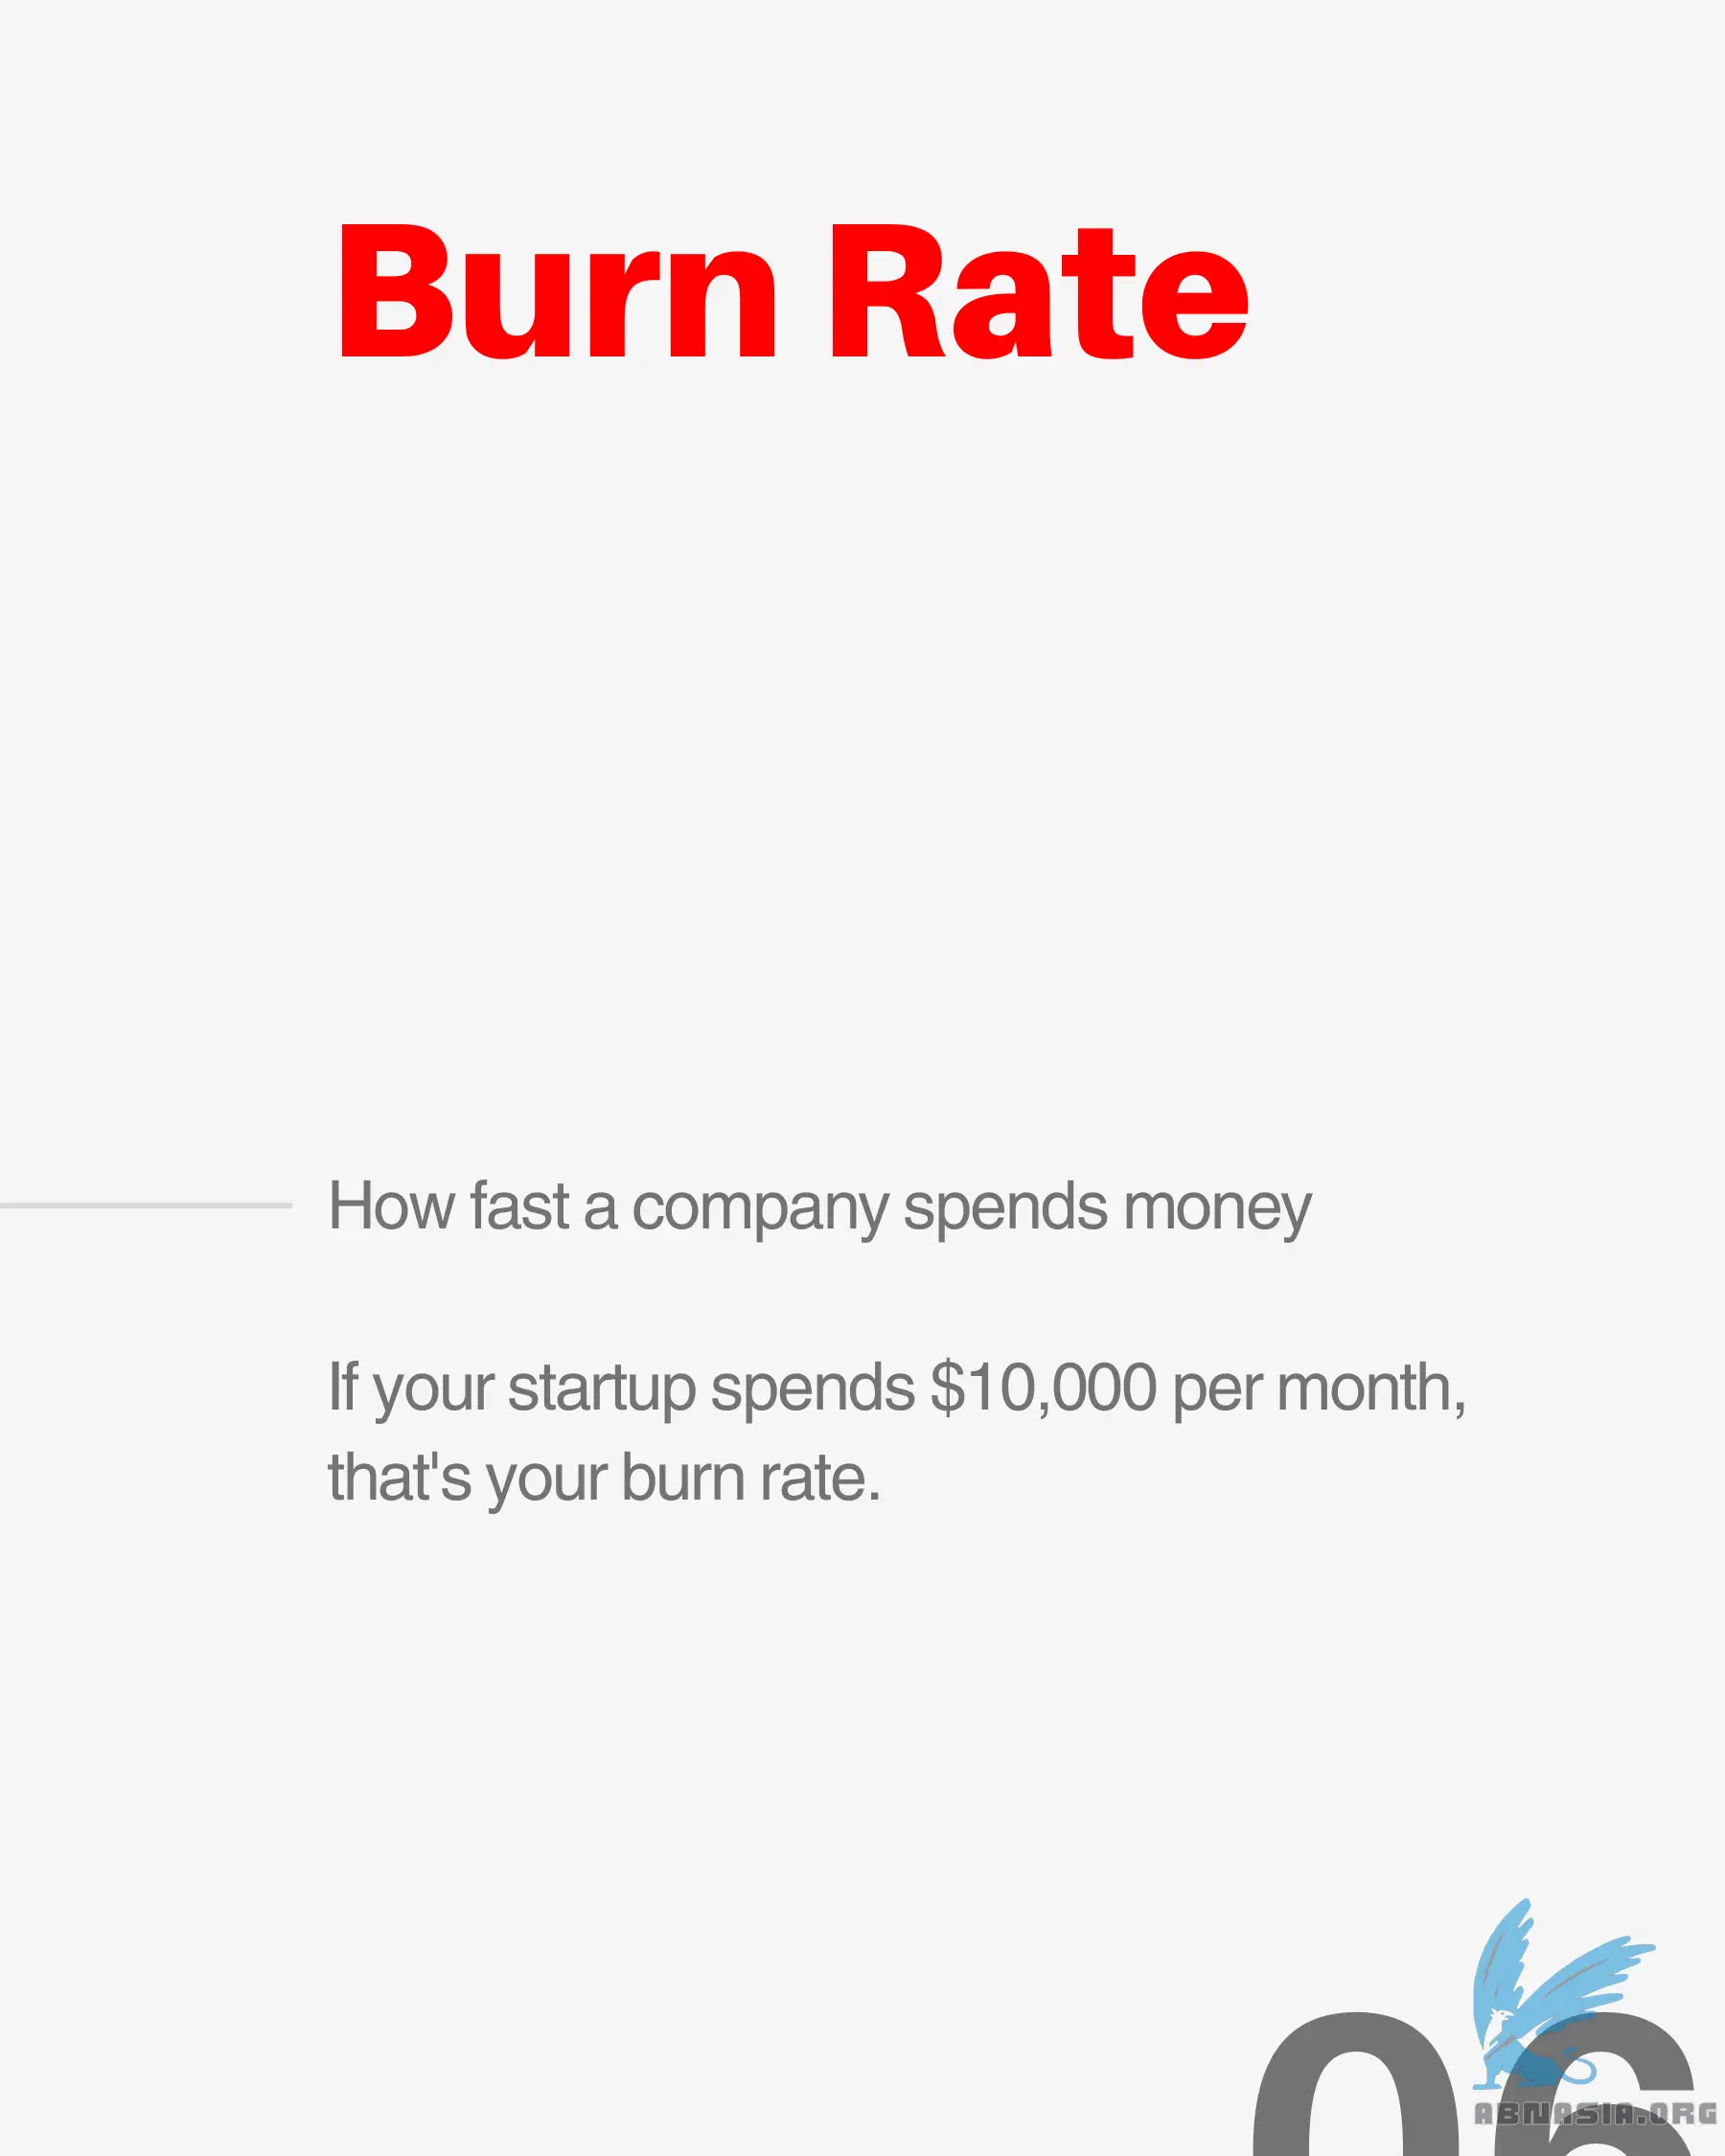 Burn Rate
How fast a company spends money
If your startup spends $10,000 per month,
that's your burn rate.
06
ABNASIA.ORG